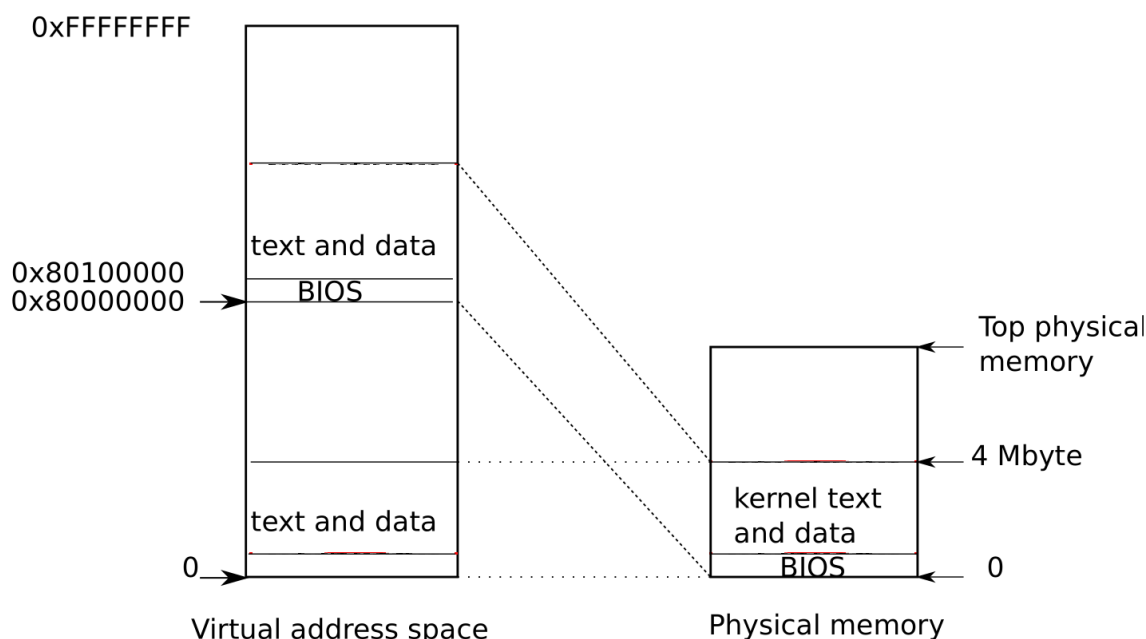 0xFFFFFFFF
text and data
0x80100000
BIOS
0x80000000
Top physical
memory
4 Mbyte
kernel text
and data
text and data
BIOS
0
0
Virtual address space
Physical memory